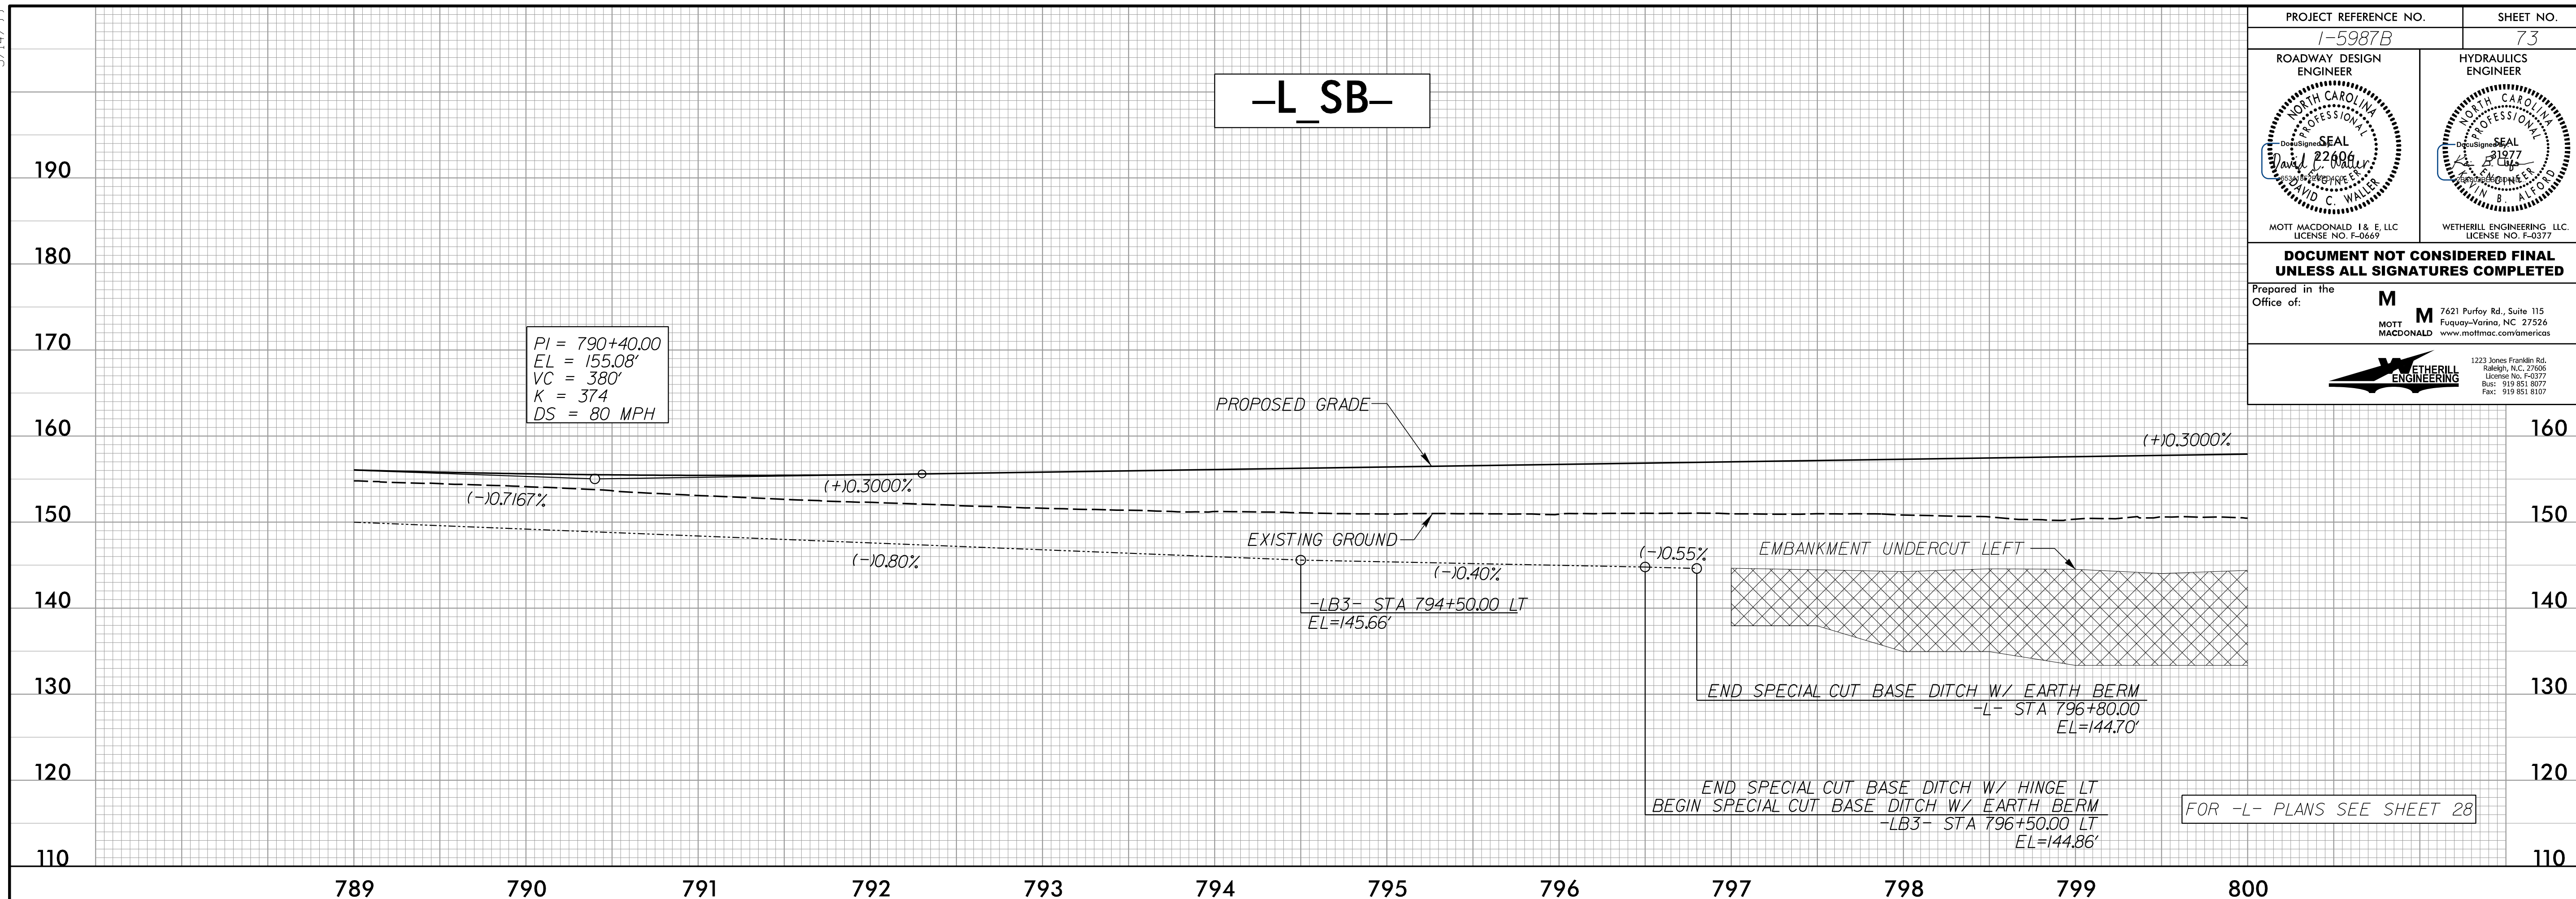 PROJECT REFERENCE NO.
SHEET NO.
I-5987B
73
ROADWAY DESIGN
ENGINEER
HYDRAULICS
ENGINEER
NORTH CAROLINA
PROFESSIONAL
DocuSigned by
SEAL
22606
David C. Waller
ENGINEER
DAVID C. WALLER
NORTH CAROLINA
PROFESSIONAL
DocuSigned by
SEAL
31977
ENGINEER
KEVIN B. ALFORD
MOTT MACDONALD I & E, LLC
LICENSE NO. F-0669
WETHERILL ENGINEERING LLC.
LICENSE NO. F-0377
DOCUMENT NOT CONSIDERED FINAL
UNLESS ALL SIGNATURES COMPLETED
Prepared in the
Office of:
M
M
MOTT
MACDONALD
7621 Purfoy Rd., Suite 115
Fuquay-Varina, NC 27526
www.mottmac.com/americas
WETHERILL
ENGINEERING
1223 Jones Franklin Rd.
Raleigh, N.C. 27606
License No. F-0377
Bus: 919 851 8077
Fax: 919 851 8107
-L_SB-
190
180
170
160
150
140
130
120
110
160
150
140
130
120
110
PI = 790+40.00
EL = 155.08'
VC = 380'
K = 374
DS = 80 MPH
PROPOSED GRADE
(+)0.3000%
(-)0.7167%
(+)0.3000%
EXISTING GROUND
(-)0.80%
(-)0.40%
(-)0.55%
EMBANKMENT UNDERCUT LEFT
-LB3- STA 794+50.00 LT
EL=145.66'
END SPECIAL CUT BASE DITCH W/ EARTH BERM
-L- STA 796+80.00
EL=144.70'
END SPECIAL CUT BASE DITCH W/ HINGE LT
BEGIN SPECIAL CUT BASE DITCH W/ EARTH BERM
-LB3- STA 796+50.00 LT
EL=144.86'
FOR -L- PLANS SEE SHEET 28
789 790 791 792 793 794 795 796 797 798 799 800